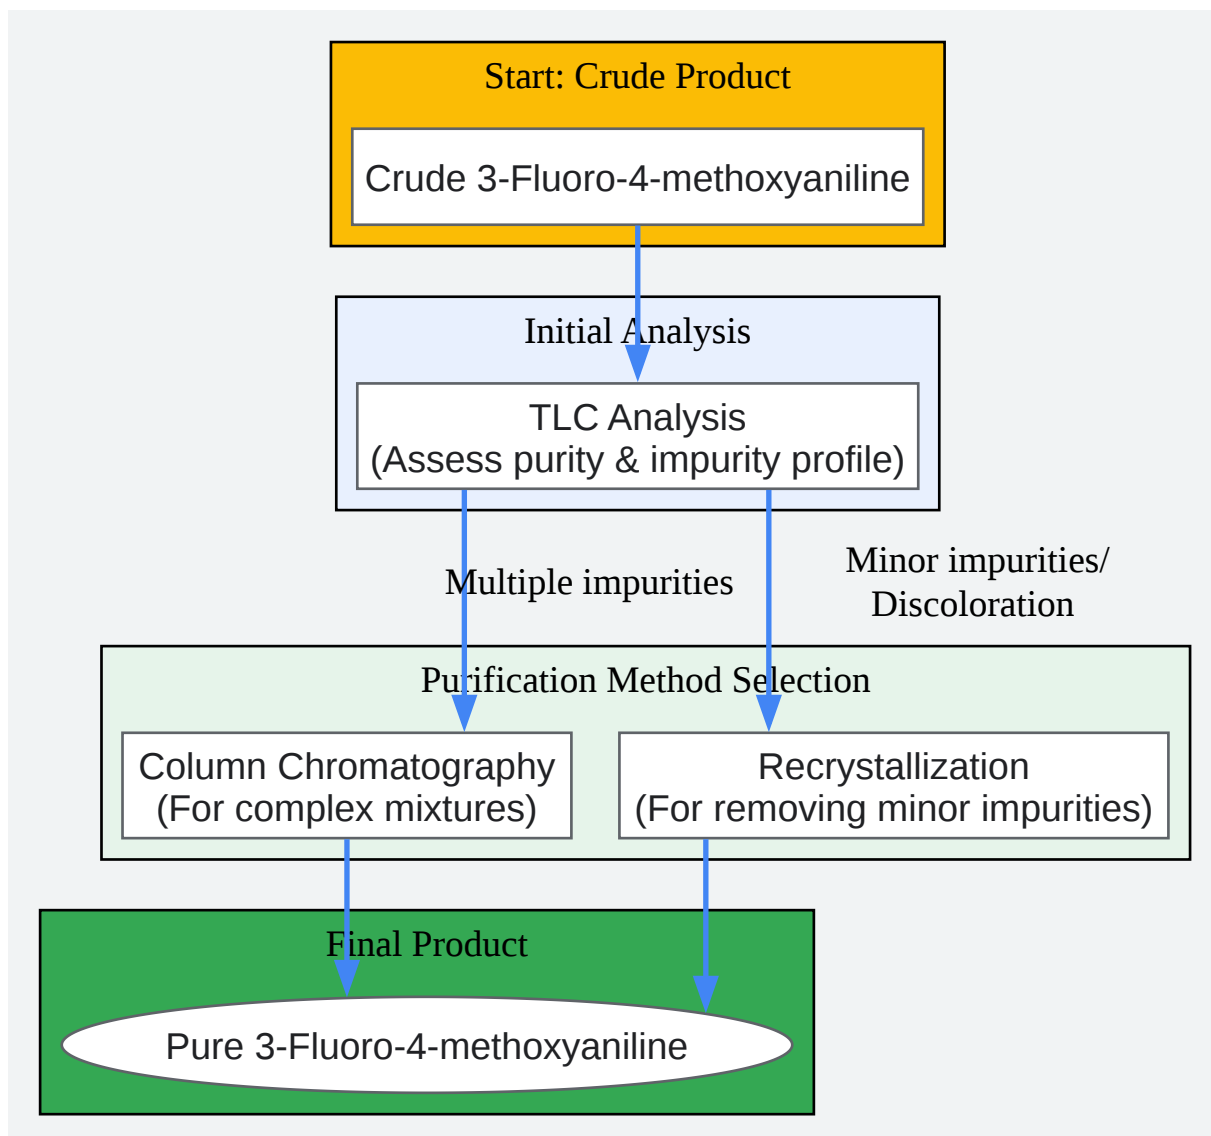 Start: Crude Product
Crude 3-Fluoro-4-methoxyaniline
Initial Analysis
TLC Analysis
(Assess purity & impurity profile)
Multiple impurities
Minor impurities/
Discoloration
Purification Method Selection
Column Chromatography
(For complex mixtures)
Recrystallization
(For removing minor impurities)
Final Product
Pure 3-Fluoro-4-methoxyaniline